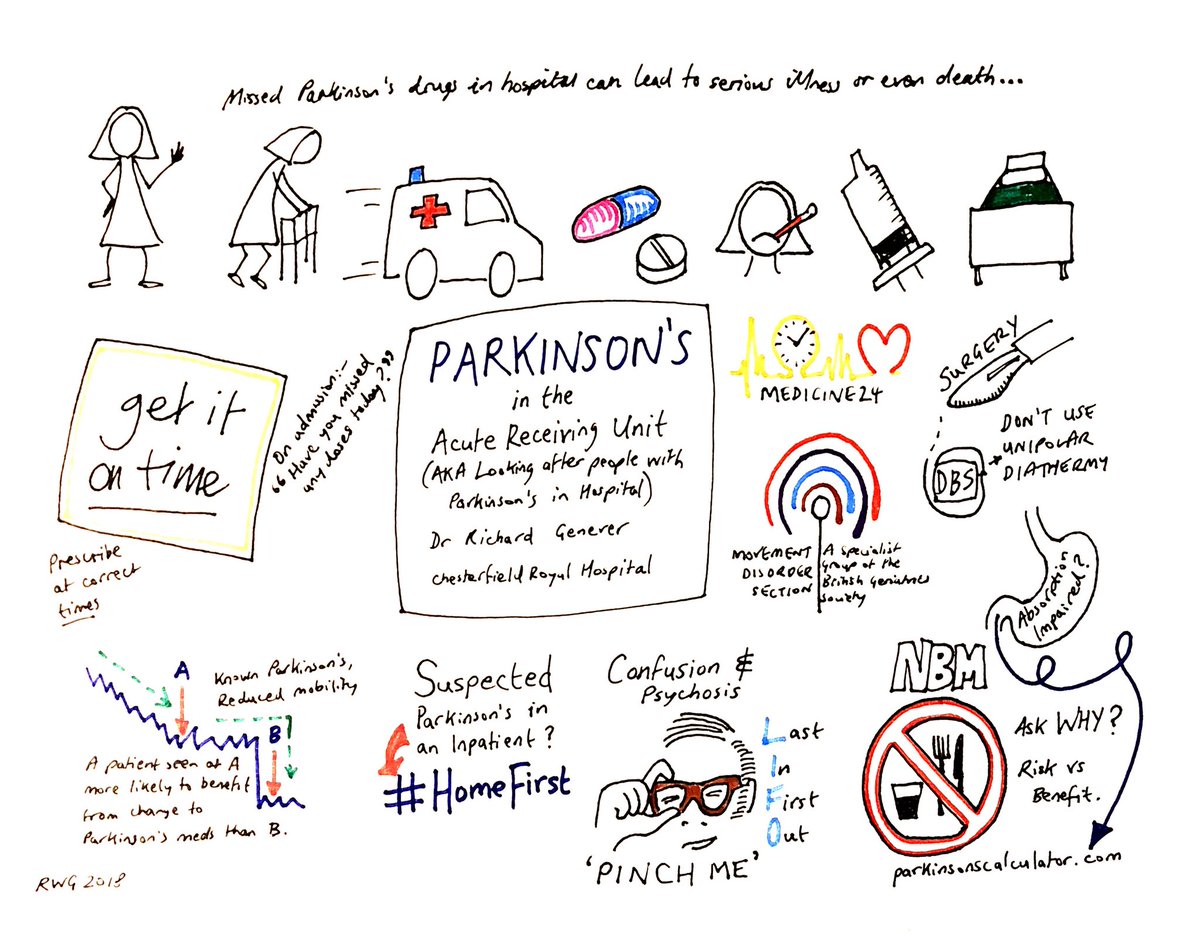 Missed Parkinson's drugs in hospital can lead to serious illness or even death...
get it
on time
On admission:-
"Have you missed
any doses today?"
Prescribe
at correct
times
PARKINSON'S
in the
Acute Receiving Unit
(AKA Looking after people with
Parkinson's in Hospital)
Dr Richard Genever
Chesterfield Royal Hospital
MEDICINE24
MOVEMENT
DISORDER
SECTION
A specialist
Group of the
British Geriatrics
Society
SURGERY
DBS
DON'T USE
UNIPOLAR
DIATHERMY
Absorption
Impaired?
A
B
Known Parkinson's,
Reduced mobility
A patient seen at A
more likely to benefit
from change to
Parkinson's meds than B.
Suspected
Parkinson's in
an Inpatient?
#HomeFirst
Confusion &
Psychosis
Last
In
First
Out
'PINCH ME'
NBM
Ask WHY?
Risk vs
Benefit.
parkinsonscalculator.com
RWG 2018